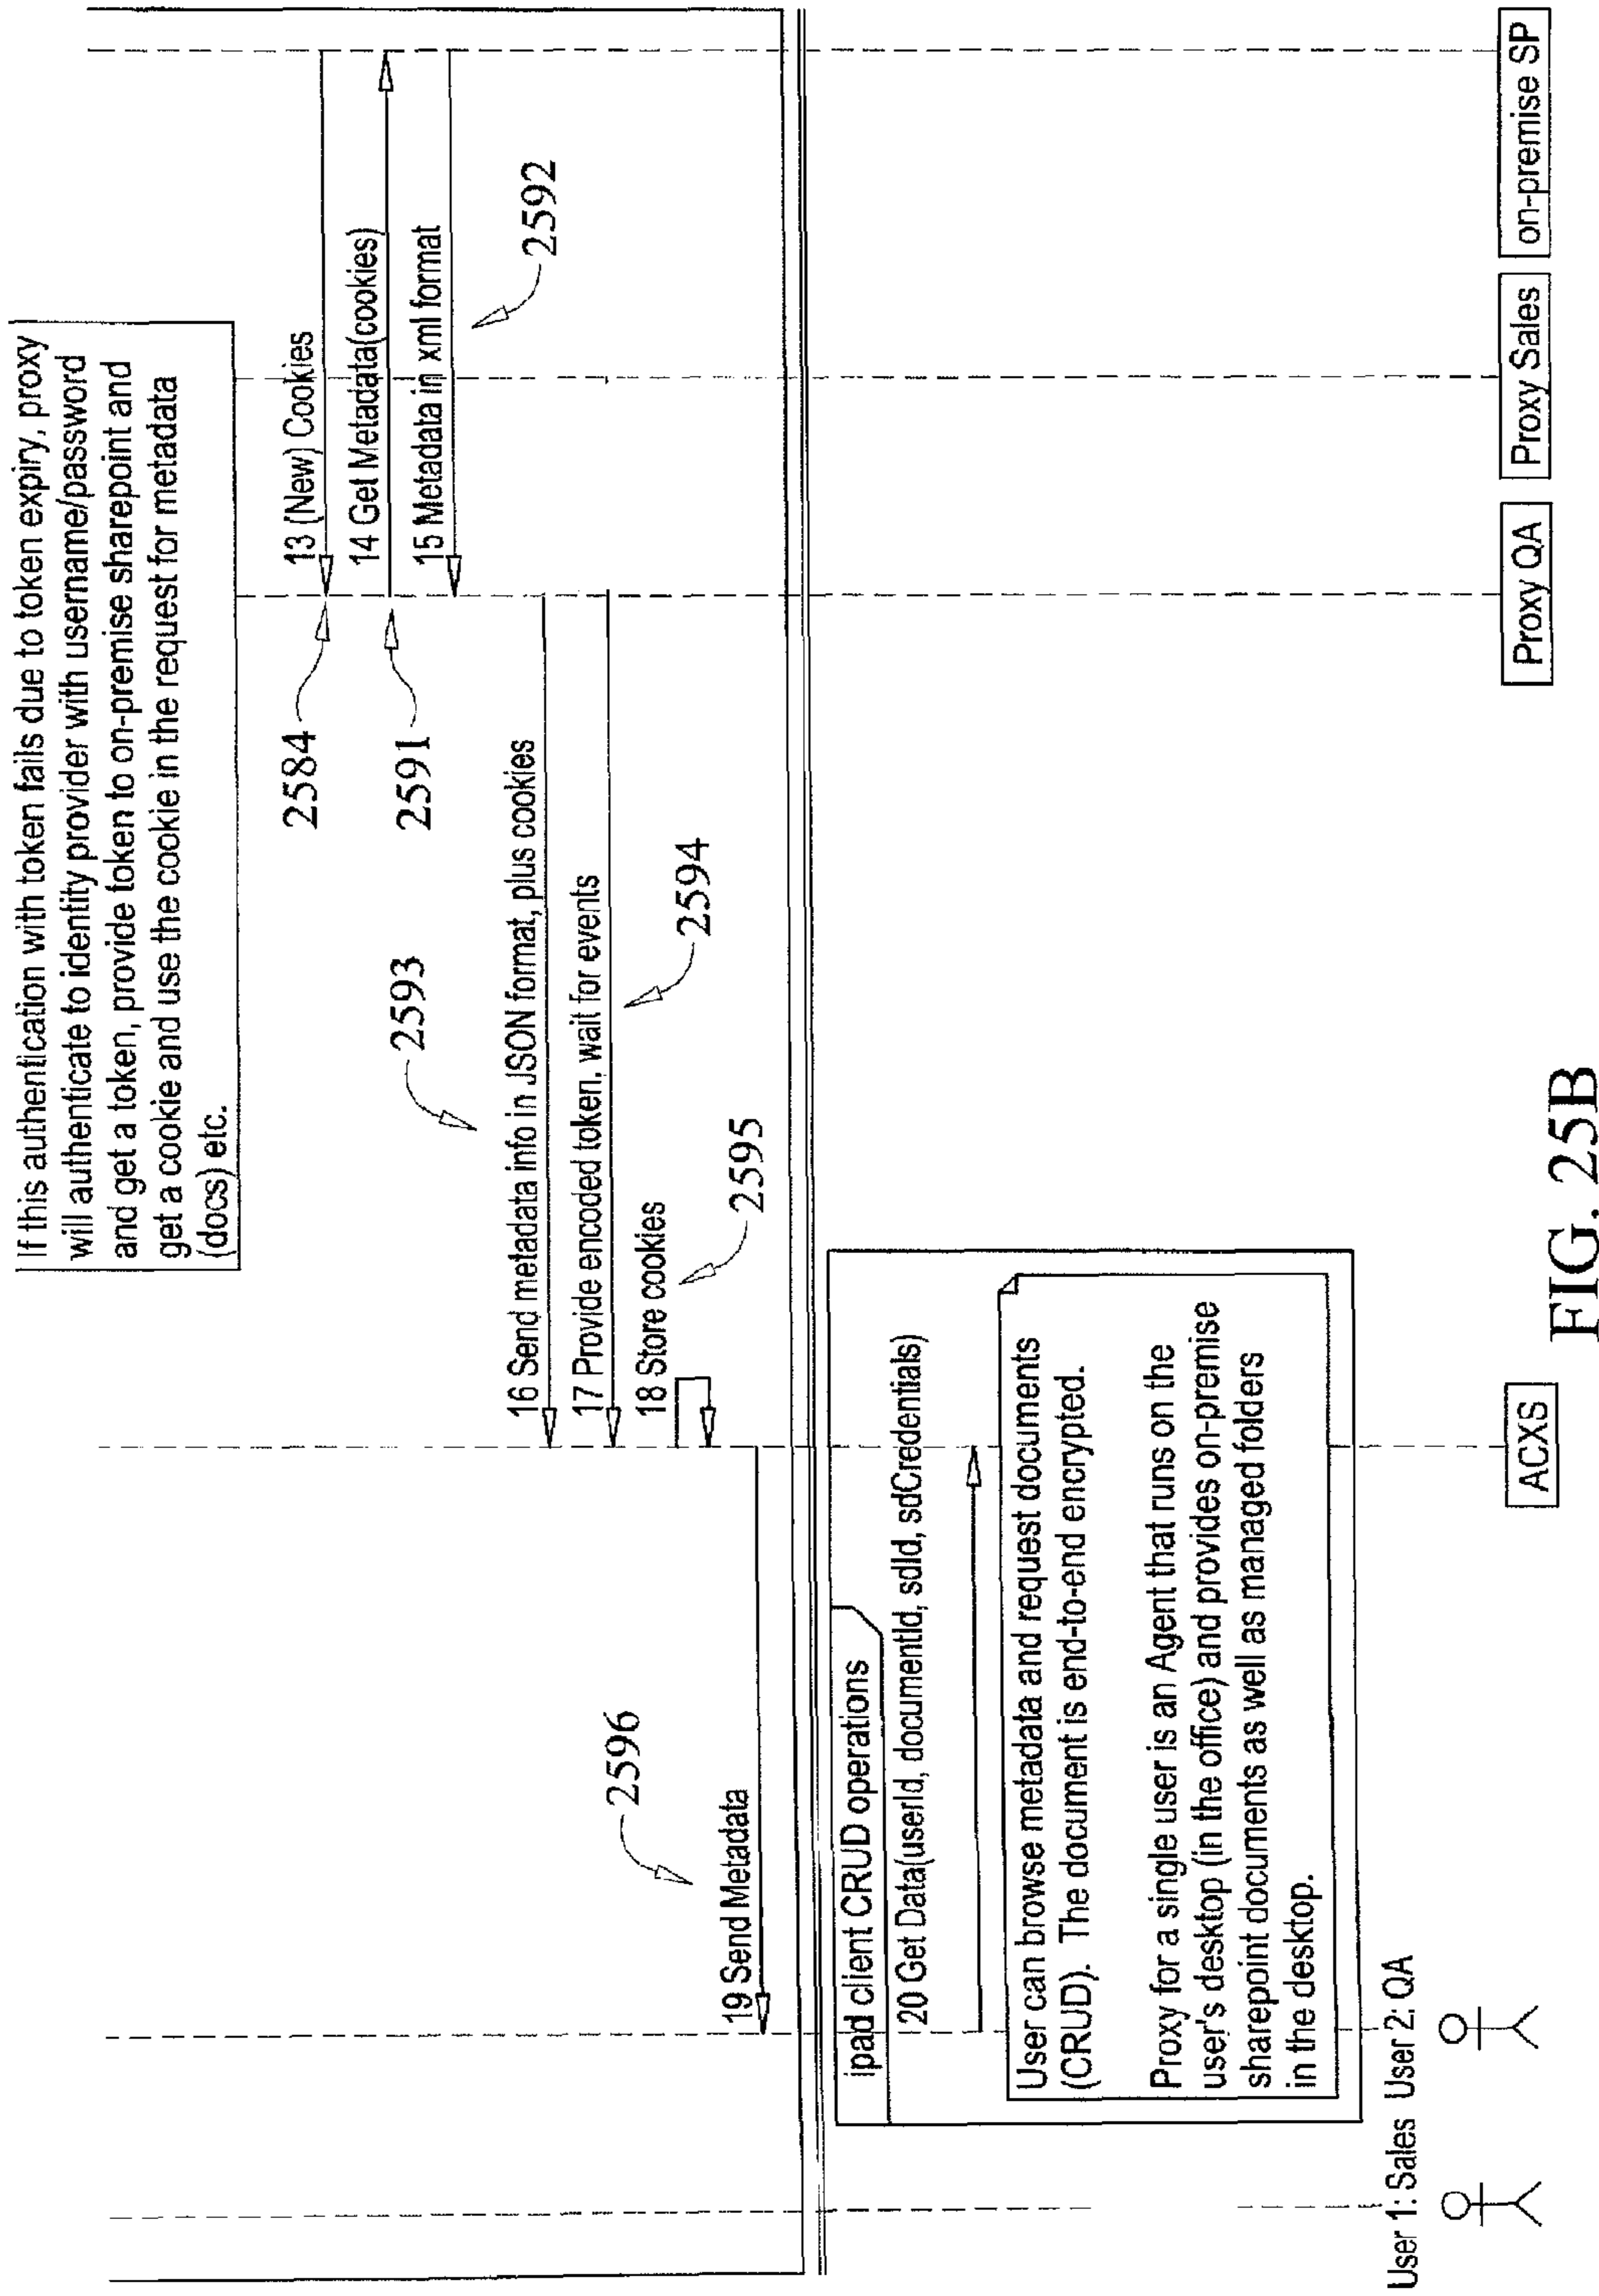 If this authentication with token fails due to token expiry, proxy
will authenticate to identity provider with username/password
and get a token, provide token to on-premise sharepoint and
get a cookie and use the cookie in the request for metadata
(docs) etc.
13 (New) Cookies
2584
14 Get Metadata(cookies)
2591
15 Metadata in xml format
2592
2593
16 Send metadata info in JSON format, plus cookies
17 Provide encoded token, wait for events
2594
18 Store cookies
2595
2596
19 Send Metadata
ipad client CRUD operations
20 Get Data(userId, documentId, sdId, sdCredentials)
User can browse metadata and request documents
(CRUD). The document is end-to-end encrypted.
Proxy for a single user is an Agent that runs on the
user's desktop (in the office) and provides on-premise
sharepoint documents as well as managed folders
in the desktop.
User 1: Sales User 2: QA
ACXS
Proxy QA
Proxy Sales
on-premise SP
FIG. 25B